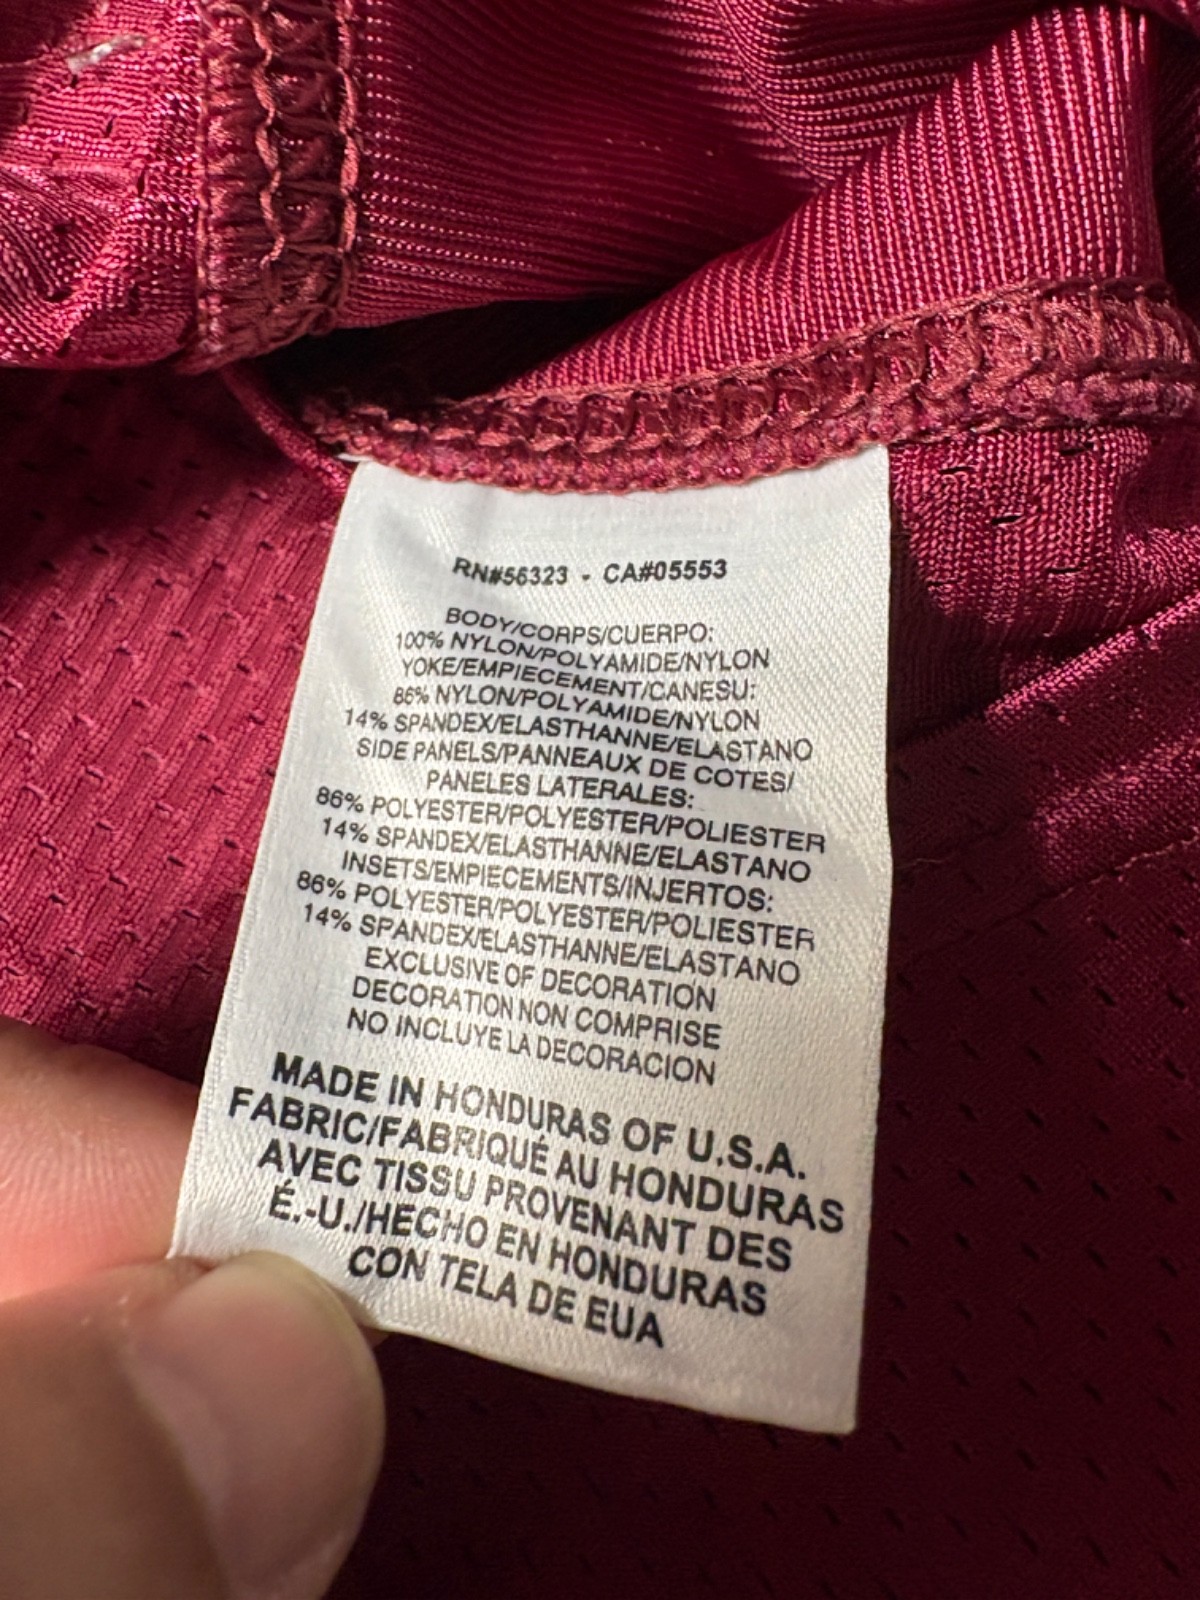 RN#56323 - CA#05553
BODY/CORPS/CUERPO:
100% NYLON/POLYAMIDE/NYLON
YOKE/EMPIECEMENT/CANESU:
86% NYLON/POLYAMIDE/NYLON
14% SPANDEX/ELASTHANNE/ELASTANO
SIDE PANELS/PANNEAUX DE COTES/
PANELES LATERALES:
86% POLYESTER/POLYESTER/POLIESTER
14% SPANDEX/ELASTHANNE/ELASTANO
INSETS/EMPIECEMENTS/INJERTOS:
86% POLYESTER/POLYESTER/POLIESTER
14% SPANDEX/ELASTHANNE/ELASTANO
EXCLUSIVE OF DECORATION
DECORATION NON COMPRISE
NO INCLUYE LA DECORACION
MADE IN HONDURAS OF U.S.A.
FABRIC/FABRIQUÉ AU HONDURAS
AVEC TISSU PROVENANT DES
É.-U./HECHO EN HONDURAS
CON TELA DE EUA